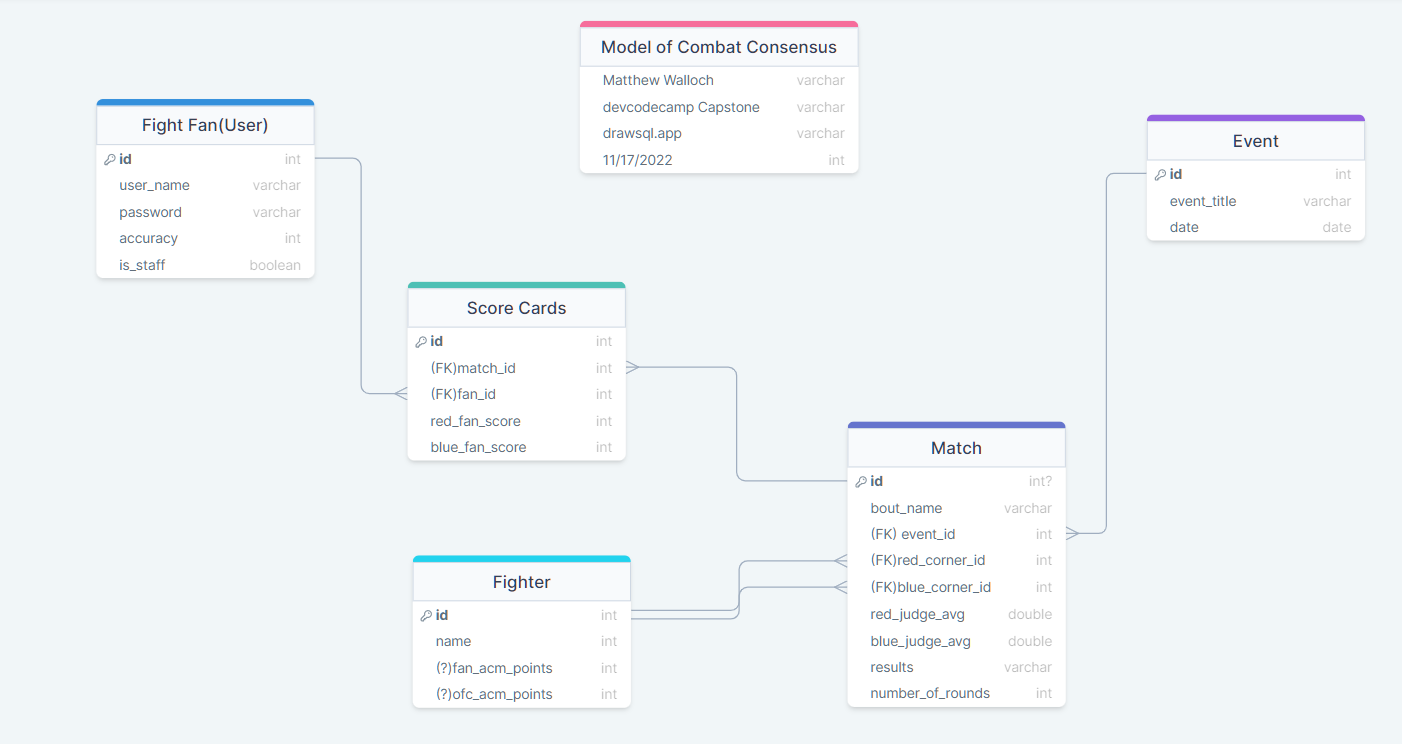 Model of Combat Consensus
Matthew Walloch varchar
devcodecamp Capstone varchar
drawsql.app varchar
11/17/2022 int
Fight Fan(User)
id int
user_name varchar
password varchar
accuracy int
is_staff boolean
Event
id int
event_title varchar
date date
Score Cards
id int
(FK)match_id int
(FK)fan_id int
red_fan_score int
blue_fan_score int
Match
id int?
bout_name varchar
(FK) event_id int
(FK)red_corner_id int
(FK)blue_corner_id int
red_judge_avg double
blue_judge_avg double
results varchar
number_of_rounds int
Fighter
id int
name int
(?)fan_acm_points int
(?)ofc_acm_points int